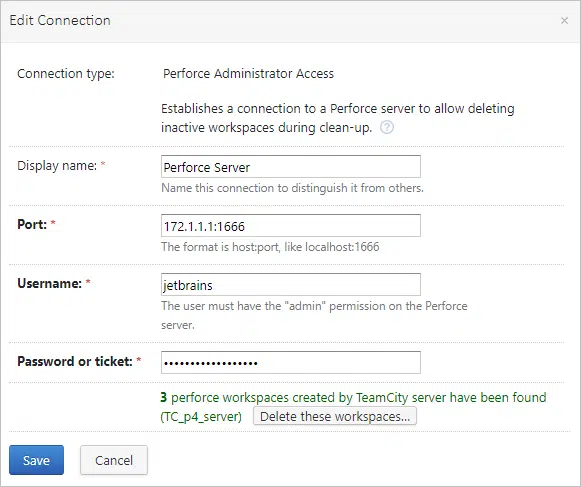 Edit Connection ×
Connection type: Perforce Administrator Access
Establishes a connection to a Perforce server to allow deleting
inactive workspaces during clean-up. ?
Display name: * Perforce Server
Name this connection to distinguish it from others.
Port: * 172.1.1.1:1666
The format is host:port, like localhost:1666
Username: * jetbrains
The user must have the "admin" permission on the Perforce
server.
Password or ticket: * ••••••••••••••••••
3 perforce workspaces created by TeamCity server have been found
(TC_p4_server) Delete these workspaces...
Save Cancel